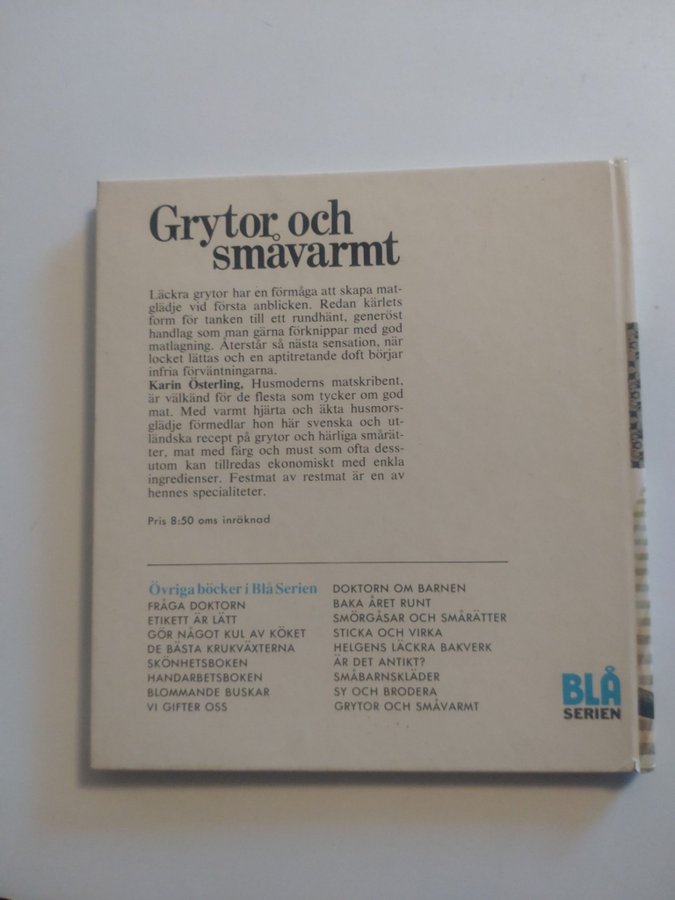 Grytor och
småvarmt
Läckra grytor har en förmåga att skapa mat-
glädje vid första anblicken. Redan kärlets
form för tanken till ett rundhänt, generöst
handlag som man gärna förknippar med god
matlagning. Återstår så nästa sensation, när
locket lättas och en aptitretande doft börjar
infria förväntningarna.
Karin Österling, Husmoderns matskribent,
är välkänd för de flesta som tycker om god
mat. Med varmt hjärta och äkta husmors-
glädje förmedlar hon här svenska och ut-
ländska recept på grytor och härliga smårät-
ter, mat med färg och must som ofta dess-
utom kan tillredas ekonomiskt med enkla
ingredienser. Festmat av restmat är en av
hennes specialiteter.
Pris 8:50 oms inräknad
Övriga böcker i Blå Serien
FRÅGA DOKTORN
ETIKETT ÄR LÄTT
GÖR NÅGOT KUL AV KÖKET
DE BÄSTA KRUKVÄXTERNA
SKÖNHETSBOKEN
HANDARBETSBOKEN
BLOMMANDE BUSKAR
VI GIFTER OSS
DOKTORN OM BARNEN
BAKA ÅRET RUNT
SMÖRGÅSAR OCH SMÅRÄTTER
STICKA OCH VIRKA
HELGENS LÄCKRA BAKVERK
ÄR DET ANTIKT?
SMÅBARNSKLÄDER
SY OCH BRODERA
GRYTOR OCH SMÅVARMT
BLÅ
SERIEN